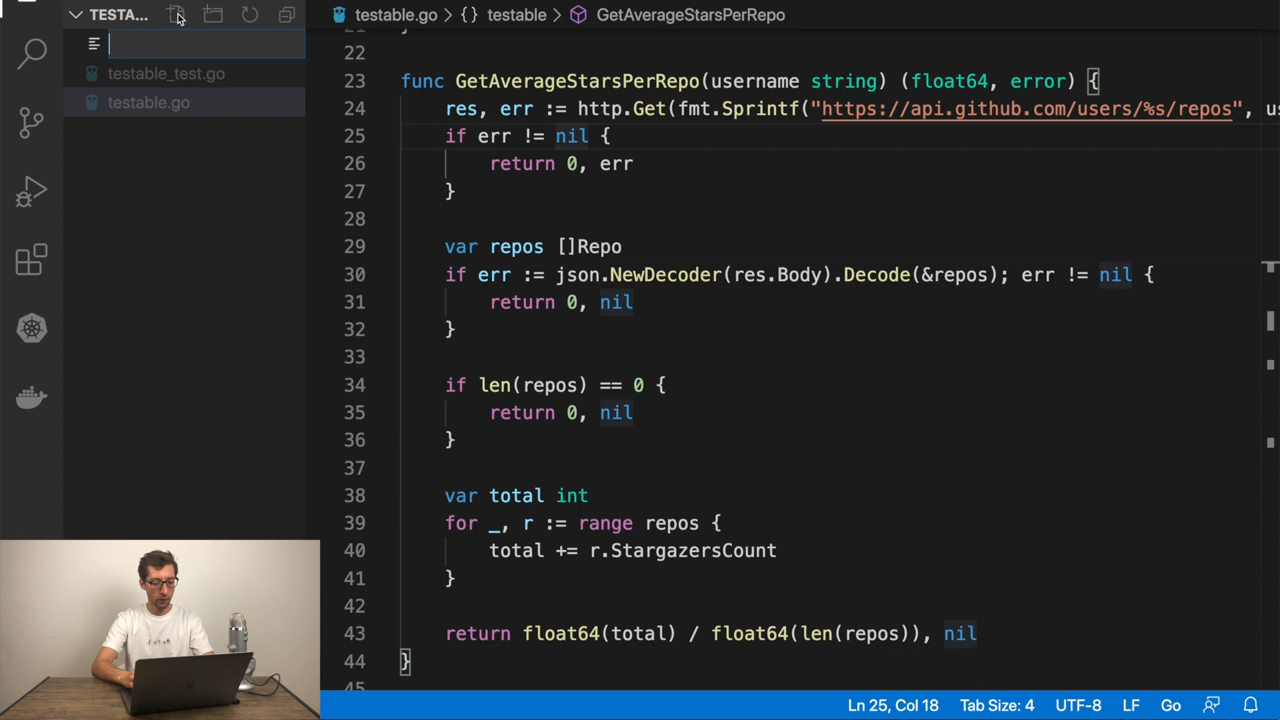 TESTA...
testable_test.go
testable.go
testable.go > {} testable > GetAverageStarsPerRepo
21 }
22
23 func GetAverageStarsPerRepo(username string) (float64, error) {
24 res, err := http.Get(fmt.Sprintf("https://api.github.com/users/%s/repos", us
25 if err != nil {
26 return 0, err
27 }
28
29 var repos []Repo
30 if err := json.NewDecoder(res.Body).Decode(&repos); err != nil {
31 return 0, nil
32 }
33
34 if len(repos) == 0 {
35 return 0, nil
36 }
37
38 var total int
39 for _, r := range repos {
40 total += r.StargazersCount
41 }
42
43 return float64(total) / float64(len(repos)), nil
44 }
45
Ln 25, Col 18 Tab Size: 4 UTF-8 LF Go